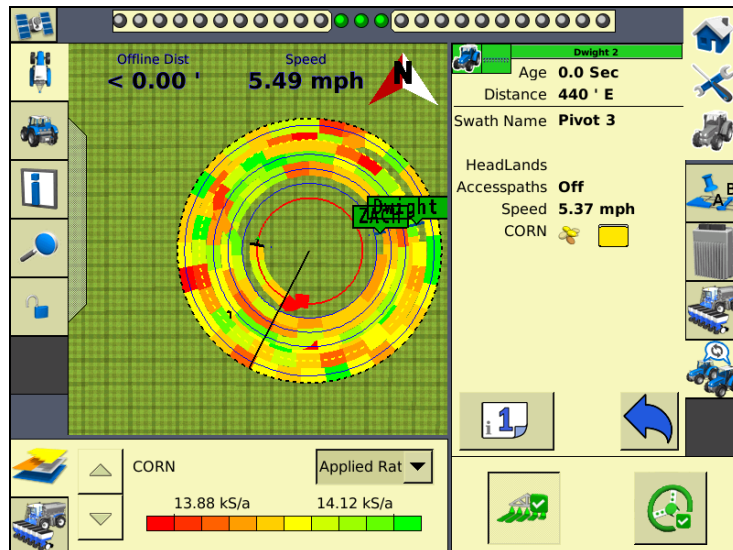 Offline Dist
Speed
< 0.00 '
5.49 mph
N
Dwight
ZACH
CORN
Applied Rat
13.88 kS/a
14.12 kS/a
Dwight 2
Age 0.0 Sec
Distance 440 ' E
Swath Name Pivot 3
HeadLands
Accesspaths Off
Speed 5.37 mph
CORN
1
A B